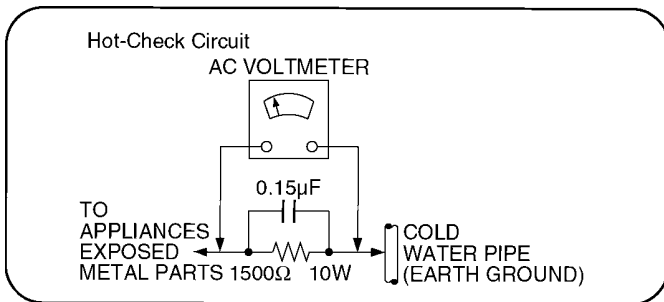 Hot-Check Circuit
AC VOLTMETER
0.15µF
TO
APPLIANCES
EXPOSED
METAL PARTS
1500Ω 10W
COLD
WATER PIPE
(EARTH GROUND)